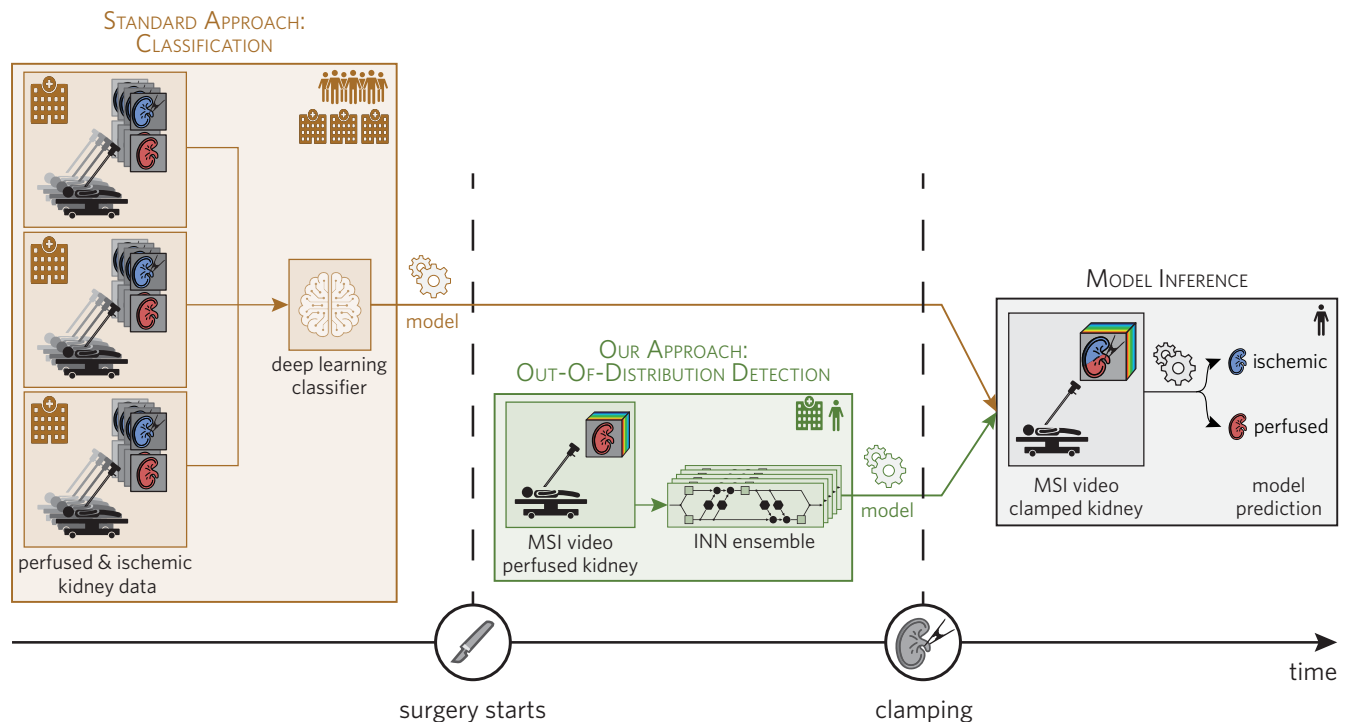 STANDARD APPROACH:
CLASSIFICATION
perfused & ischemic
kidney data
deep learning
classifier
model
OUR APPROACH:
OUT-OF-DISTRIBUTION DETECTION
MSI video
perfused kidney
INN ensemble
model
MODEL INFERENCE
ischemic
perfused
MSI video
clamped kidney
model
prediction
time
surgery starts
clamping